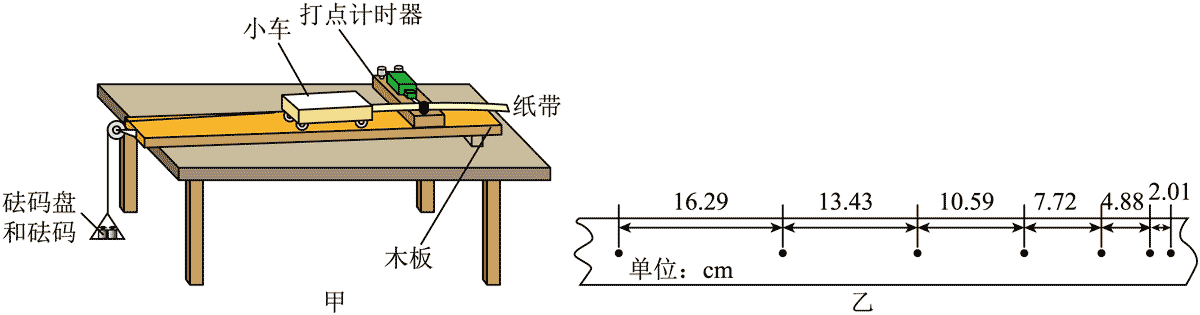 打点计时器
小车
纸带
砝码盘
和砝码
木板
甲
16.29
13.43
10.59
7.72
4.88
2.01
单位：cm
乙